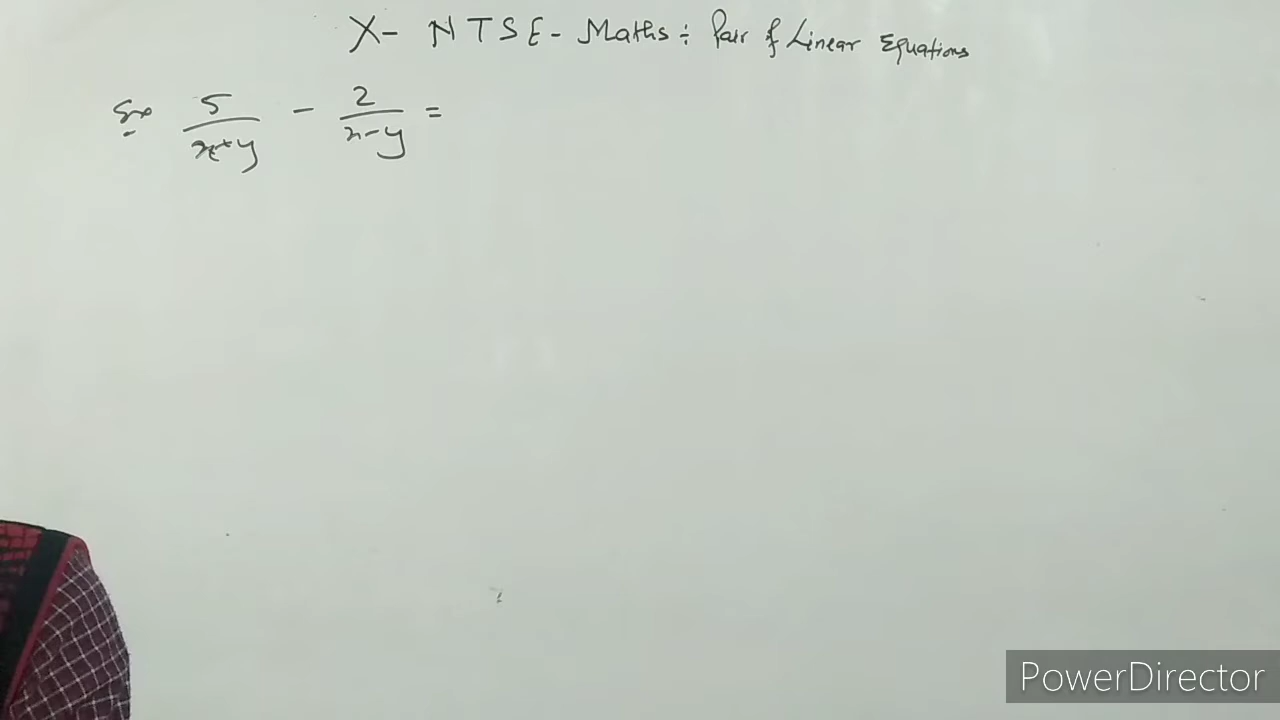 X- NTSE- Maths ÷ Pair of Linear Equations
5/(x+y) - 2/(x-y) =
PowerDirector